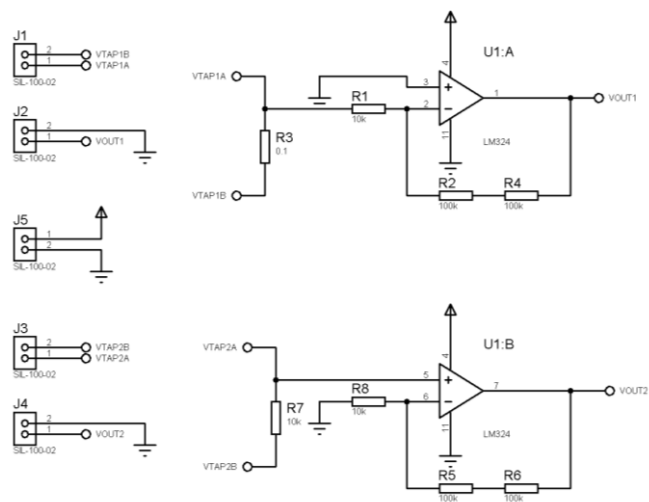 J1
2 VTAP1B
1 VTAP1A
SIL-100-02
J2
2
1 VOUT1
SIL-100-02
J5
1
2
SIL-100-02
J3
2 VTAP2B
1 VTAP2A
SIL-100-02
J4
2
1 VOUT2
SIL-100-02
VTAP1A
R3
0.1
VTAP1B
R1
10k
U1:A
4
3
2
1
11
VOUT1
LM324
R2
100k
R4
100k
VTAP2A
R7
10k
VTAP2B
R8
10k
U1:B
4
5
6
7
11
VOUT2
LM324
R5
100k
R6
100k